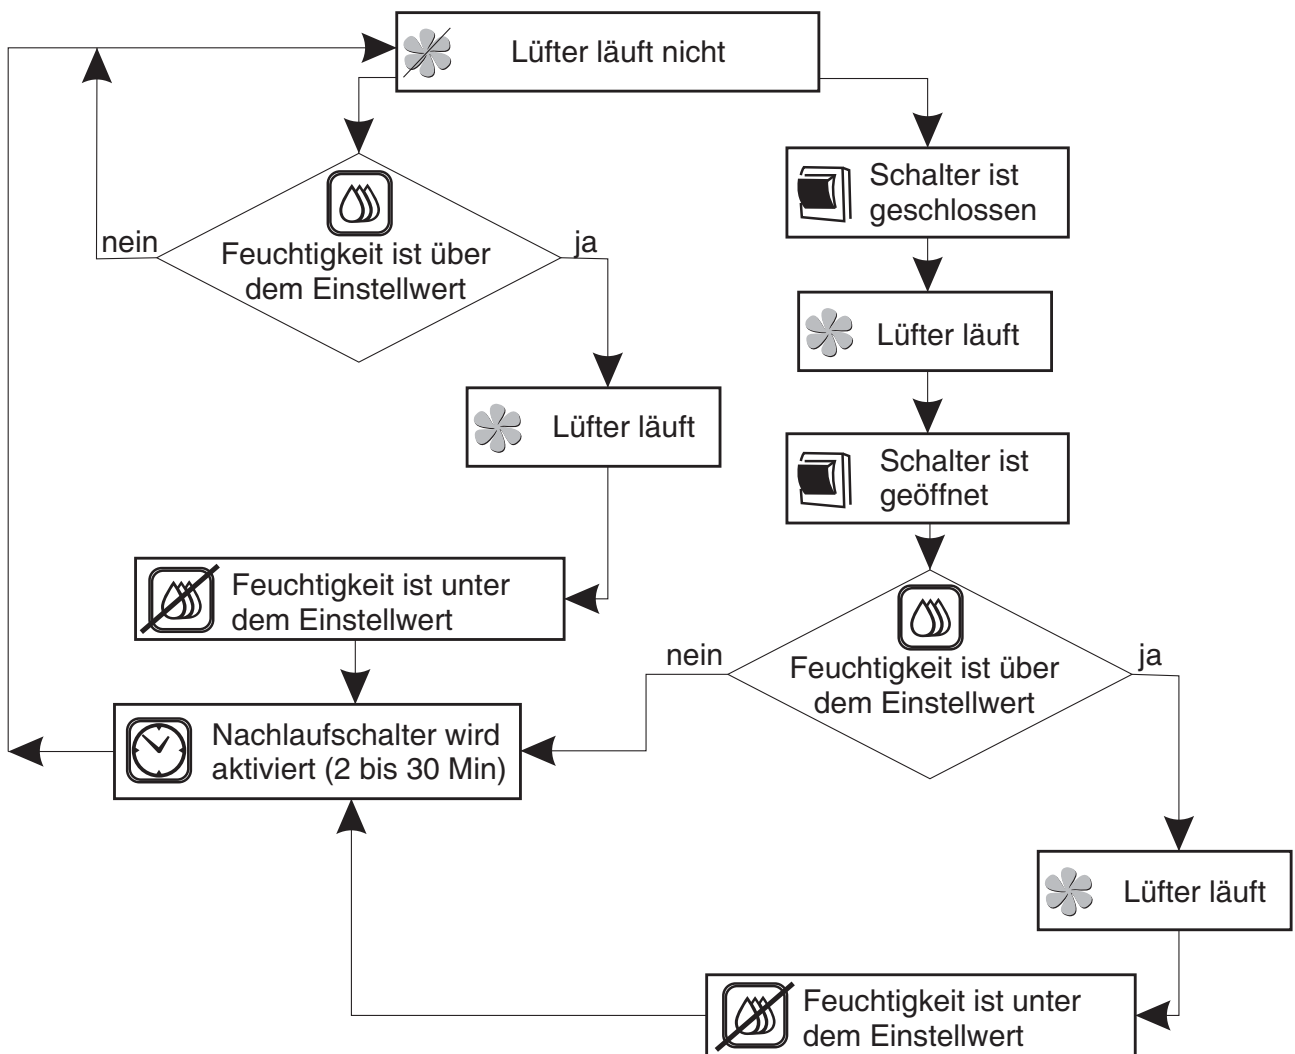 Lüfter läuft nicht
Schalter ist
geschlossen
nein
ja
Feuchtigkeit ist über
dem Einstellwert
Lüfter läuft
Lüfter läuft
Schalter ist
geöffnet
Feuchtigkeit ist unter
dem Einstellwert
nein
ja
Feuchtigkeit ist über
dem Einstellwert
Nachlaufschalter wird
aktiviert (2 bis 30 Min)
Lüfter läuft
Feuchtigkeit ist unter
dem Einstellwert